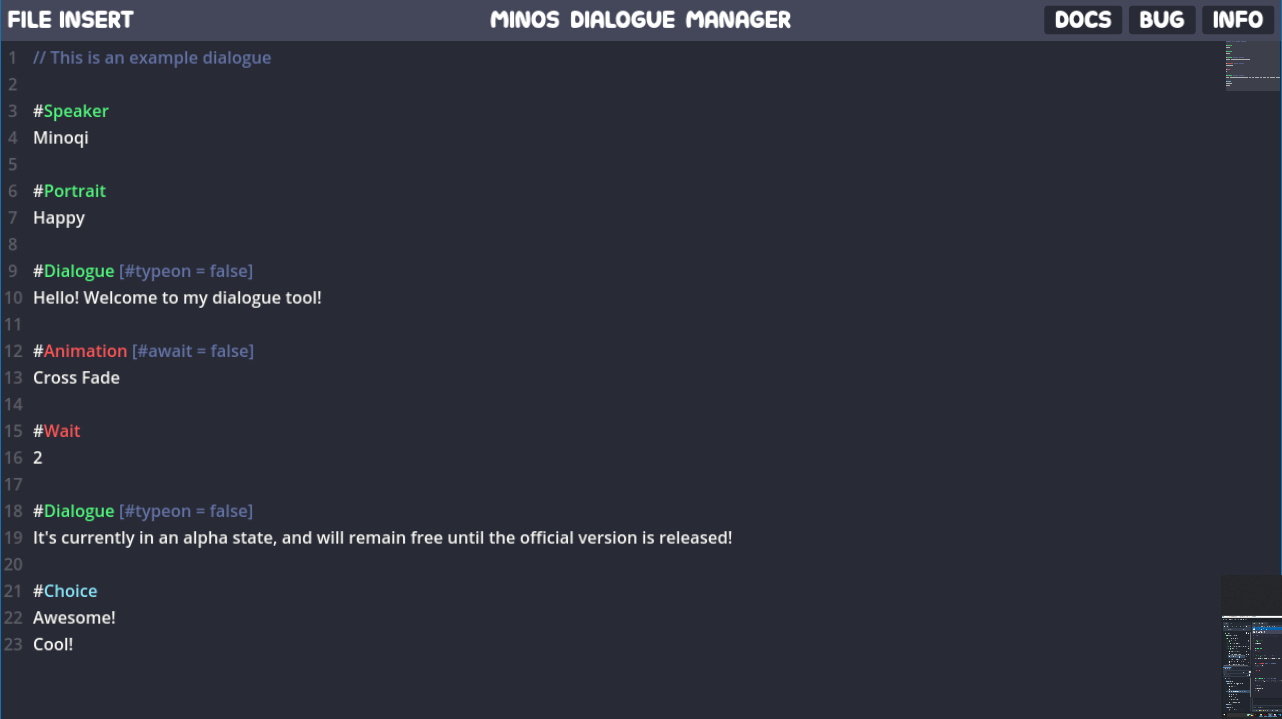 FILE INSERT MINOS DIALOGUE MANAGER DOCS BUG INFO
1 // This is an example dialogue
2
3 #Speaker
4 Minoqi
5
6 #Portrait
7 Happy
8
9 #Dialogue [#typeon = false]
10 Hello! Welcome to my dialogue tool!
11
12 #Animation [#await = false]
13 Cross Fade
14
15 #Wait
16 2
17
18 #Dialogue [#typeon = false]
19 It's currently in an alpha state, and will remain free until the official version is released!
20
21 #Choice
22 Awesome!
23 Cool!